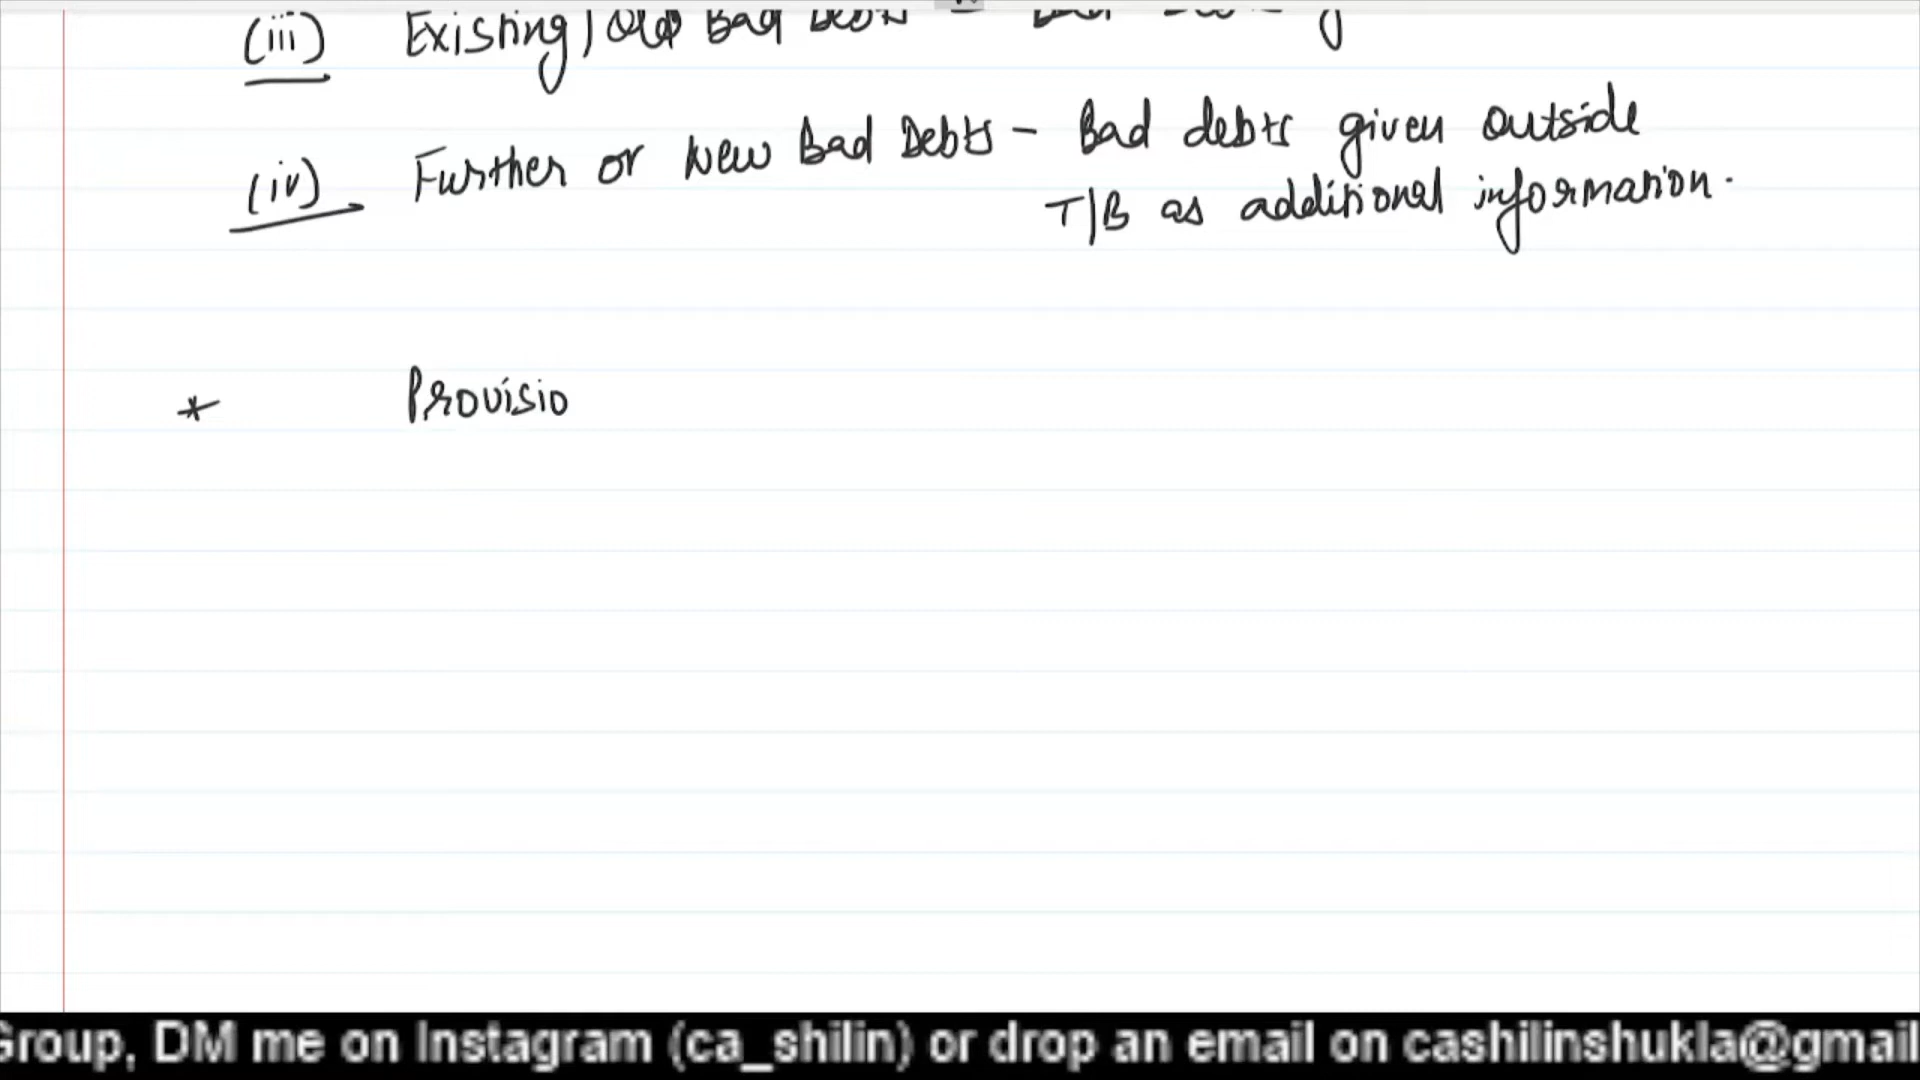 (iii) Existing/Old Bad Debts -
(iv) Further or New Bad Debts - Bad debts given outside
T/B as additional information.
* Provisio
Group, DM me on Instagram (ca_shilin) or drop an email on cashilinshukla@gmail